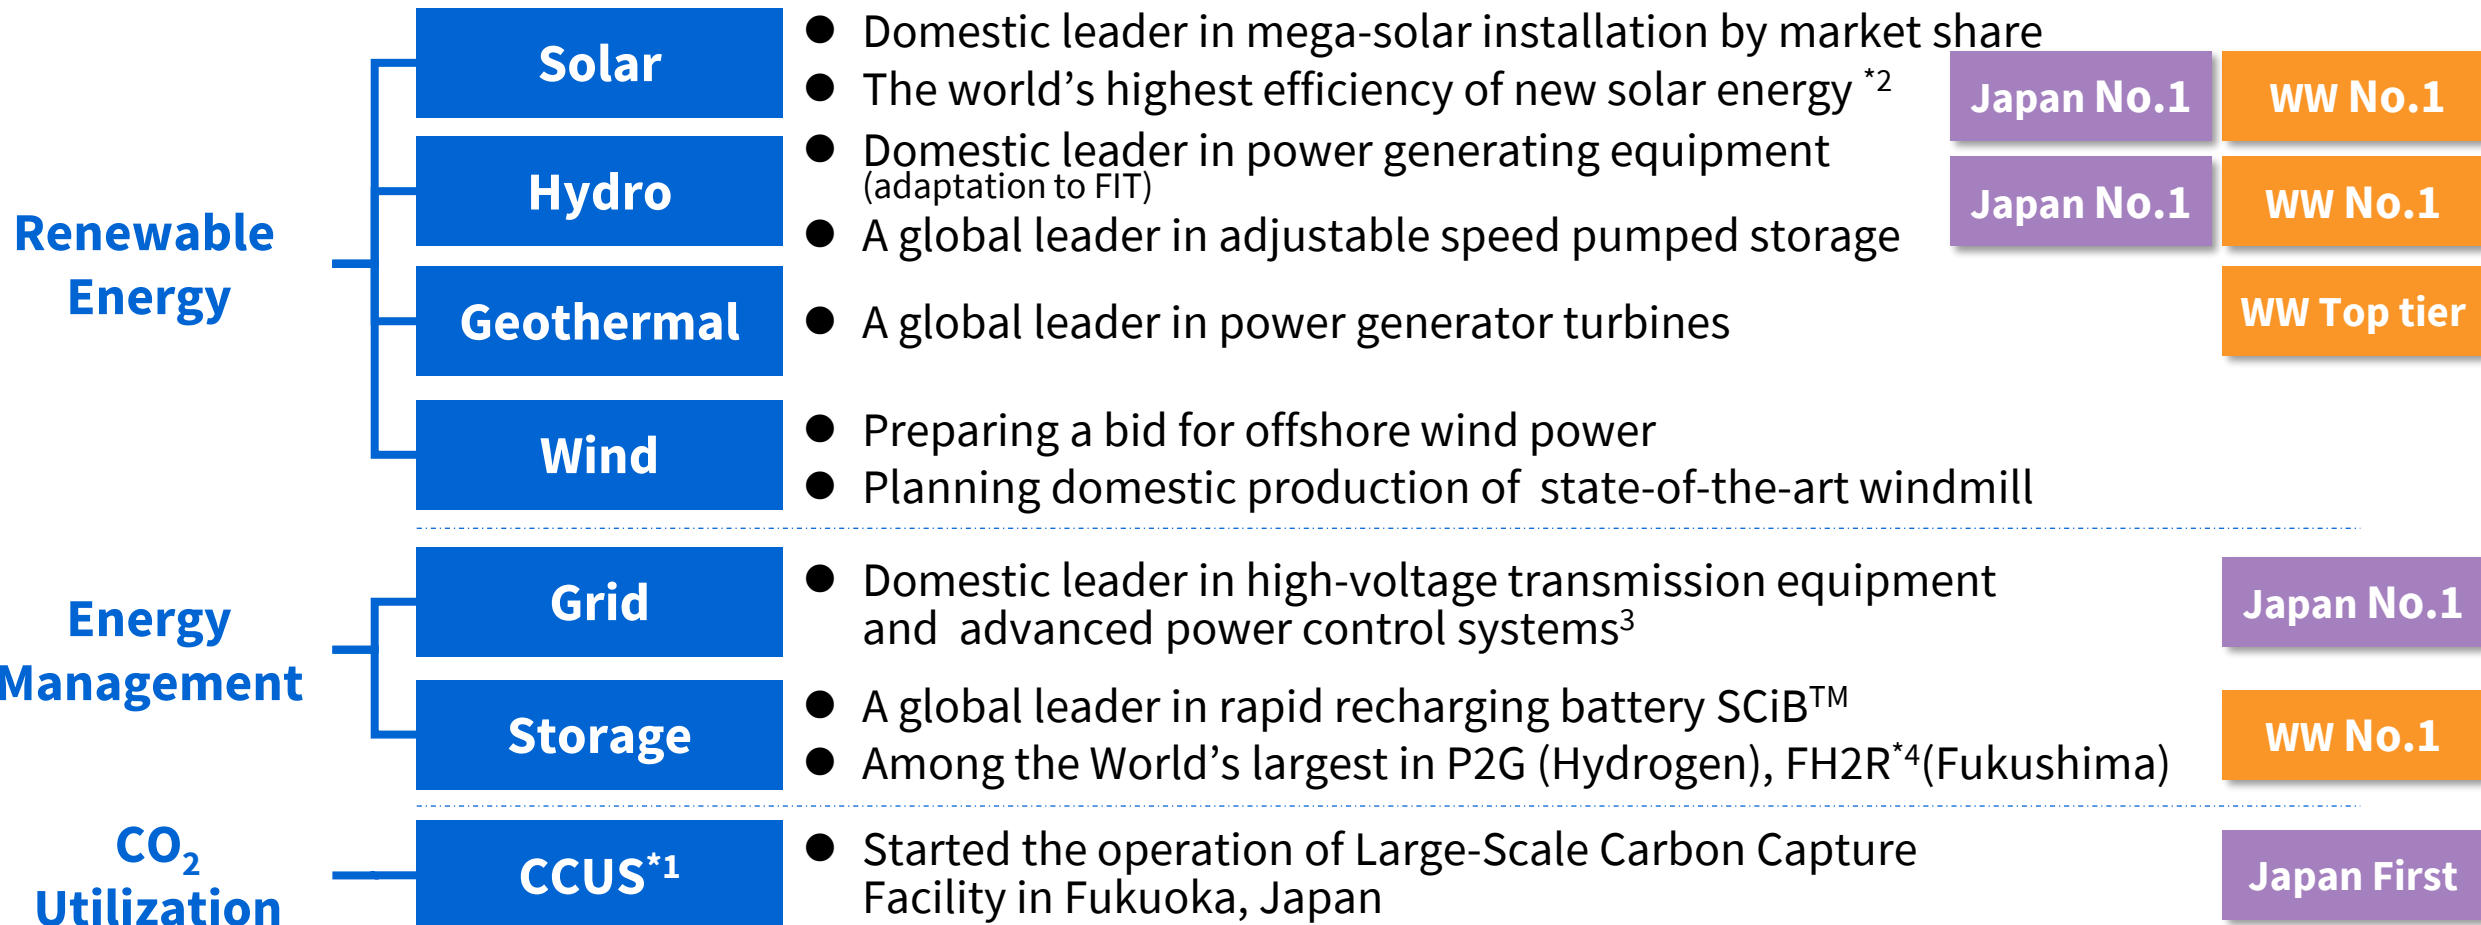 Renewable
Energy
Solar
● Domestic leader in mega-solar installation by market share
● The world’s highest efficiency of new solar energy *2
Japan No.1
WW No.1
Hydro
● Domestic leader in power generating equipment
(adaptation to FIT)
● A global leader in adjustable speed pumped storage
Japan No.1
WW No.1
Geothermal
● A global leader in power generator turbines
WW Top tier
Wind
● Preparing a bid for offshore wind power
● Planning domestic production of state-of-the-art windmill
Energy
Management
Grid
● Domestic leader in high-voltage transmission equipment
and advanced power control systems3
Japan No.1
Storage
● A global leader in rapid recharging battery SCiBTM
● Among the World’s largest in P2G (Hydrogen), FH2R*4(Fukushima)
WW No.1
CO2
Utilization
CCUS*1
● Started the operation of Large-Scale Carbon Capture
Facility in Fukuoka, Japan
Japan First